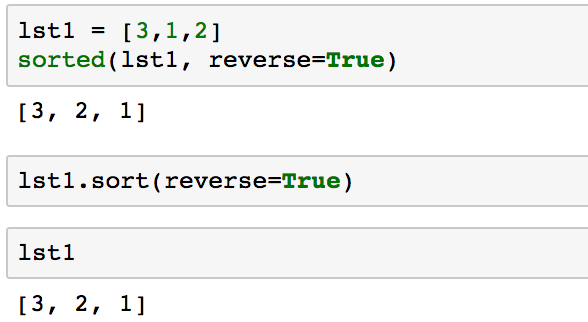 lst1 = [3,1,2]
sorted(lst1, reverse=True)
[3, 2, 1]
lst1.sort(reverse=True)
lst1
[3, 2, 1]